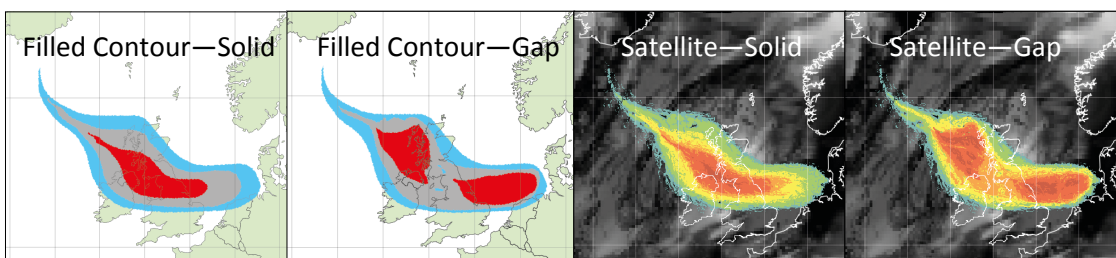 Filled Contour—Solid
Filled Contour—Gap
Satellite—Solid
Satellite—Gap